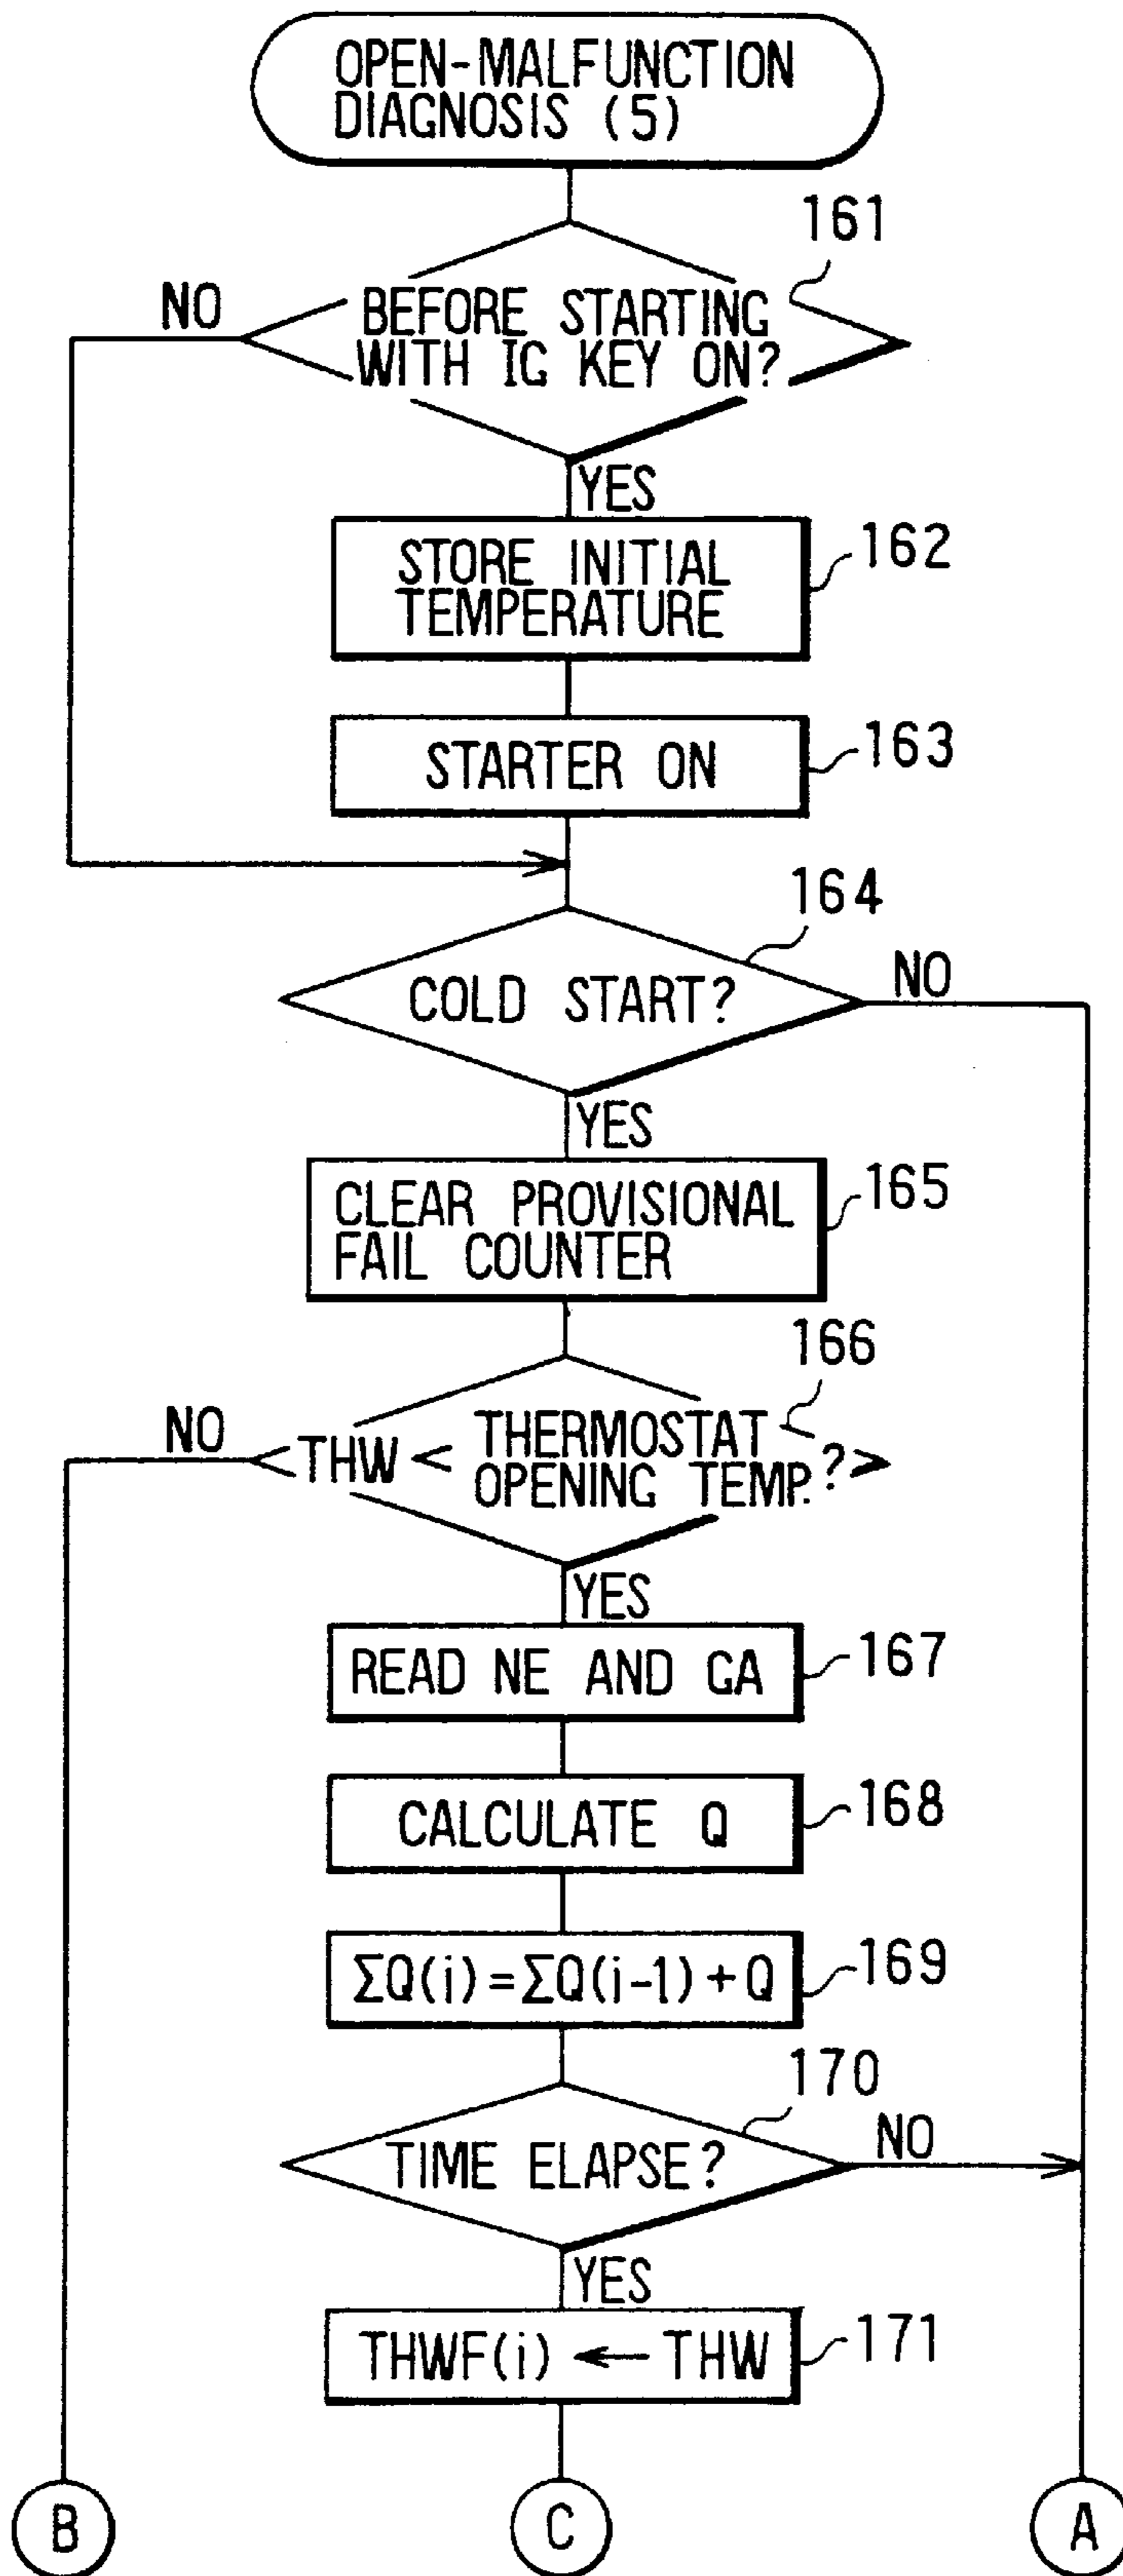 OPEN-MALFUNCTION
DIAGNOSIS (5)
161
NO
BEFORE STARTING
WITH IG KEY ON?
YES
STORE INITIAL
TEMPERATURE
162
STARTER ON
163
164
COLD START?
NO
YES
CLEAR PROVISIONAL
FAIL COUNTER
165
166
NO
THW < THERMOSTAT
OPENING TEMP. ?
YES
READ NE AND GA
167
CALCULATE Q
168
ΣQ(i)=ΣQ(i-1)+Q
169
170
TIME ELAPSE?
NO
YES
THWF(i) ← THW
171
B
C
A